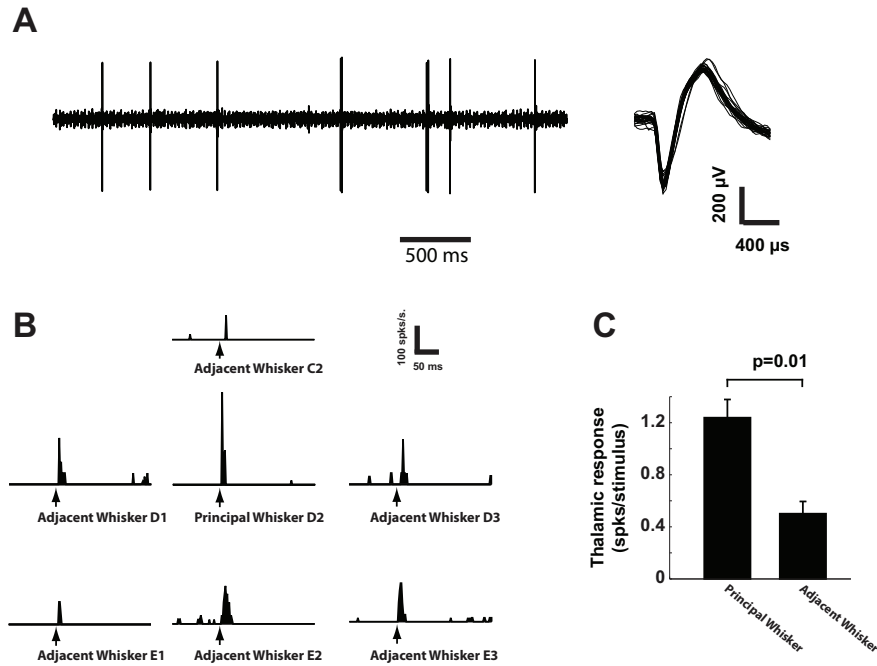 A
200 µV
400 µs
500 ms
B
100 spks/s.
50 ms
Adjacent Whisker C2
Adjacent Whisker D1
Principal Whisker D2
Adjacent Whisker D3
Adjacent Whisker E1
Adjacent Whisker E2
Adjacent Whisker E3
C
p=0.01
Thalamic response
(spks/stimulus)
1.2
0.8
0.4
0
Principal Whisker
Adjacent Whisker